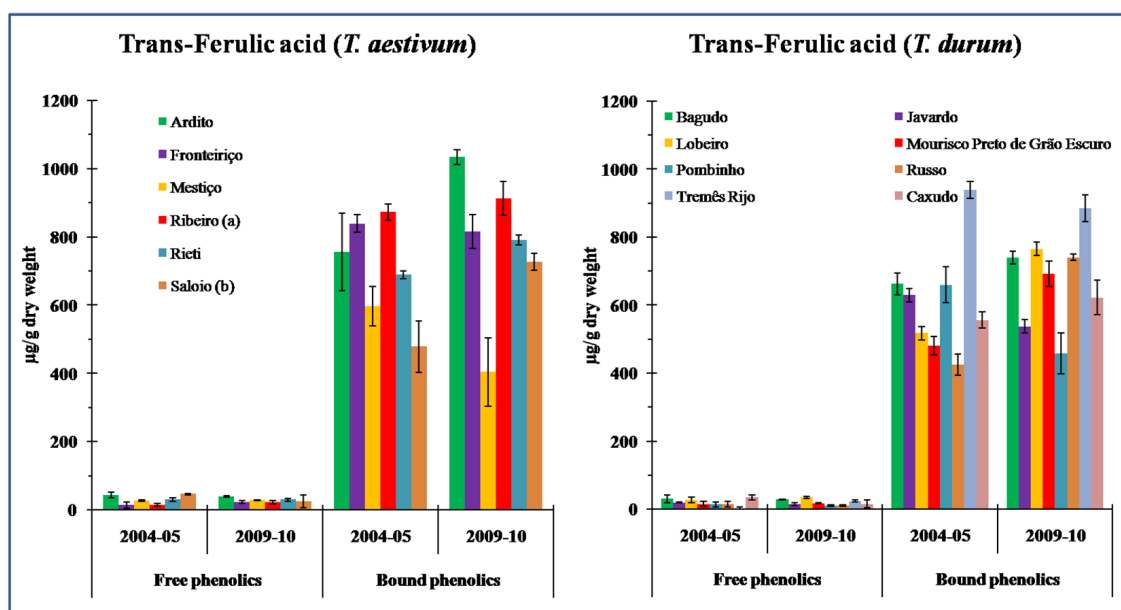 Trans-Ferulic acid (T. aestivum)
1200
1000
800
600
400
200
0
µg/g dry weight
Ardito
Fronteiriço
Mestiço
Ribeiro (a)
Rieti
Saloio (b)
2004-05 2009-10 2004-05 2009-10
Free phenolics Bound phenolics
Trans-Ferulic acid (T. durum)
1200
1000
800
600
400
200
0
µg/g dry weight
Bagudo Javardo
Lobeiro Mourisco Preto de Grão Escuro
Pombinho Russo
Tremês Rijo Caxudo
2004-05 2009-10 2004-05 2009-10
Free phenolics Bound phenolics